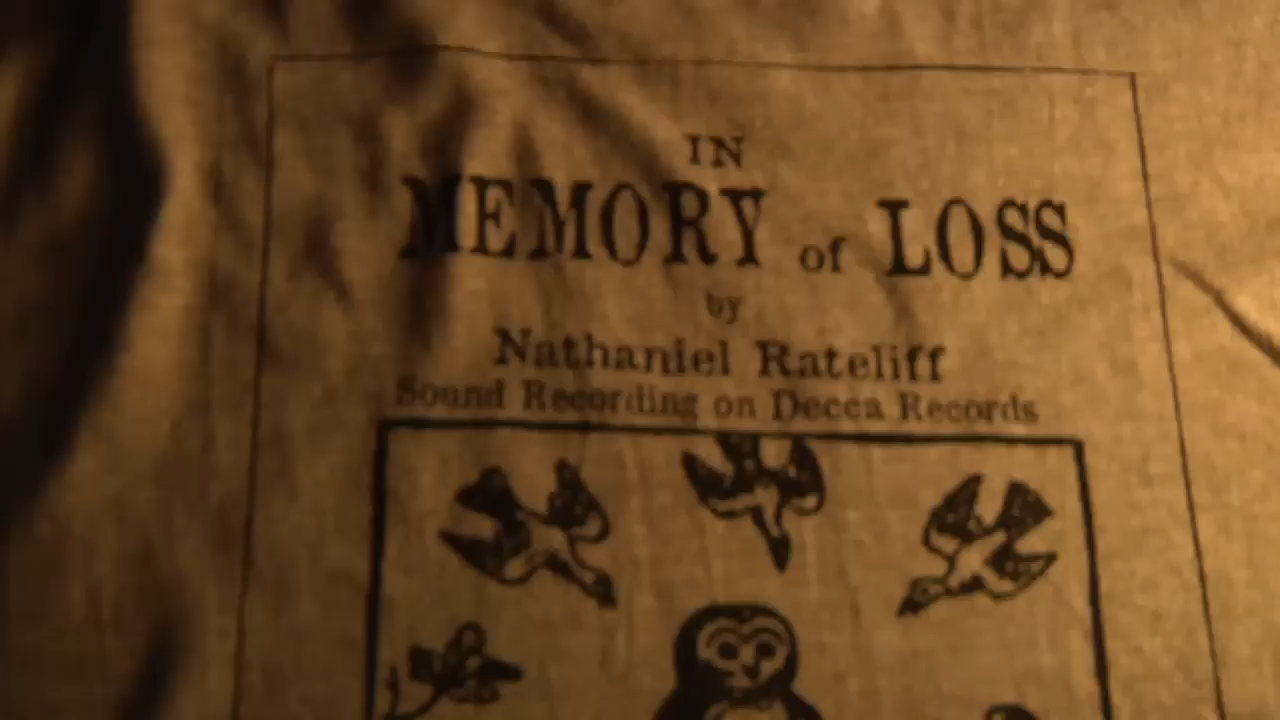 IN
MEMORY of LOSS
by
Nathaniel Rateliff
Sound Recording on Decca Records